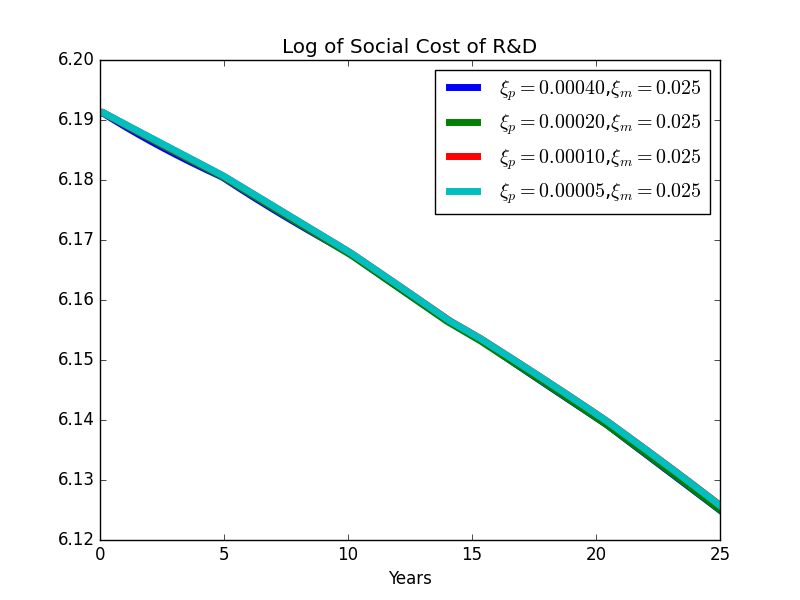 Log of Social Cost of R&D
6.20
6.19
6.18
6.17
6.16
6.15
6.14
6.13
6.12
ξₚ = 0.00040,ξₘ = 0.025
ξₚ = 0.00020,ξₘ = 0.025
ξₚ = 0.00010,ξₘ = 0.025
ξₚ = 0.00005,ξₘ = 0.025
0 5 10 15 20 25
Years